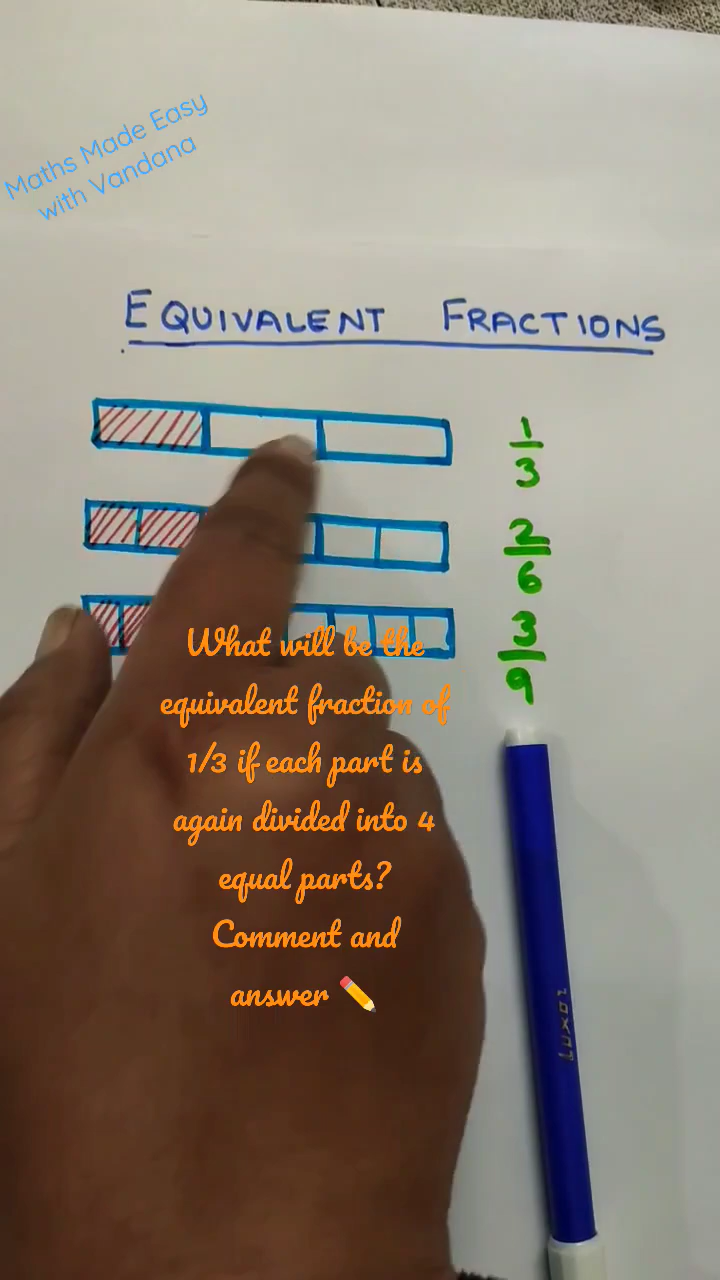 Maths Made Easy
with Vandana
EQUIVALENT FRACTIONS
1
3
2
6
3
9
What will be the
equivalent fraction of
1/3 if each part is
again divided into 4
equal parts?
Comment and
answer ✏️
LUXOR